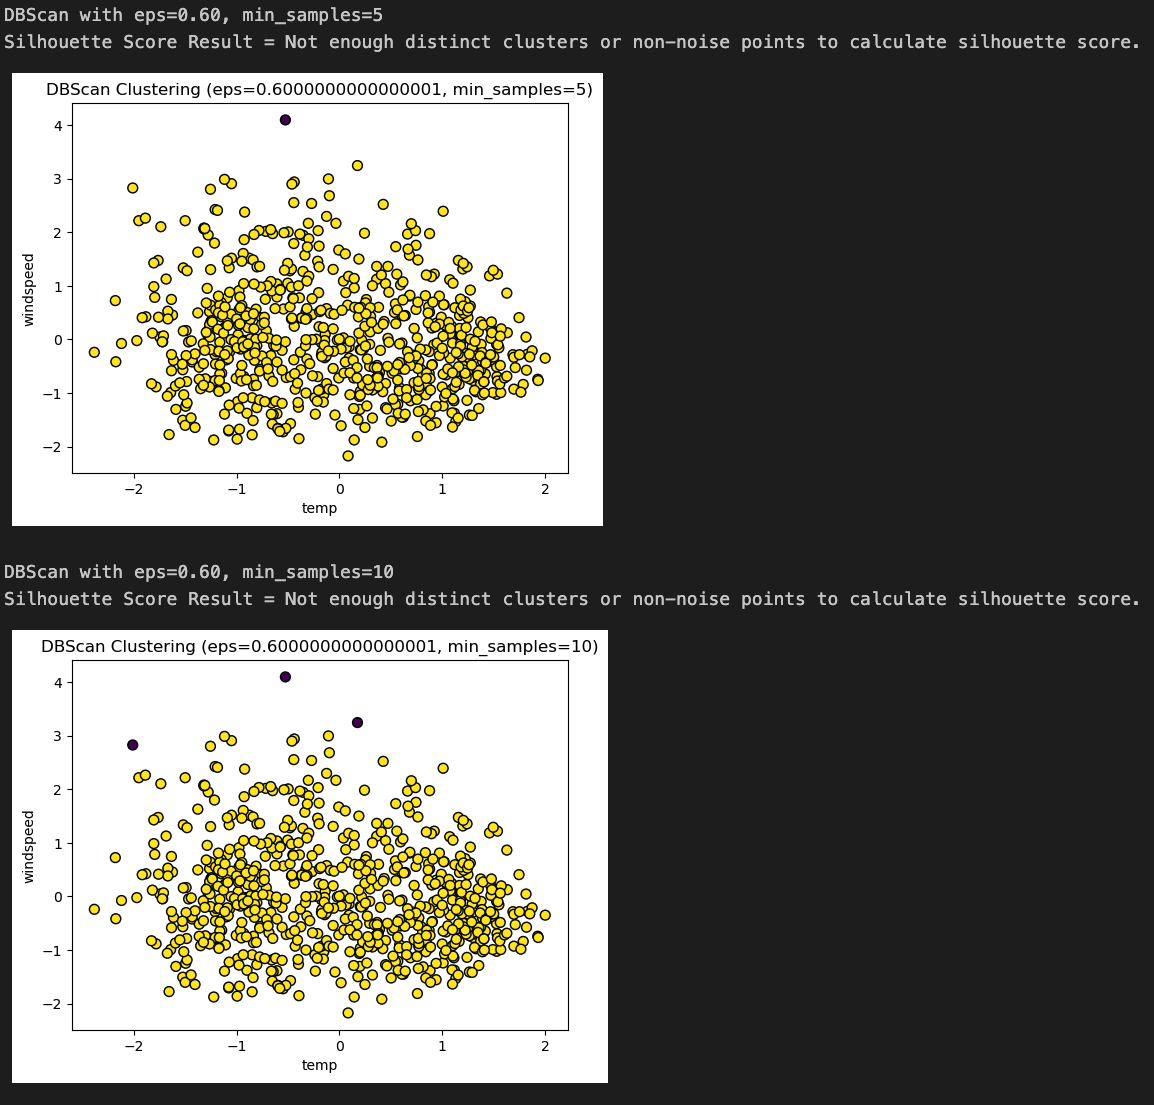 DBScan with eps=0.60, min_samples=5
Silhouette Score Result = Not enough distinct clusters or non-noise points to calculate silhouette score.
DBScan Clustering (eps=0.6000000000000001, min_samples=5)
4
3
2
1
0
−1
−2
windspeed
−2 −1 0 1 2
temp
DBScan with eps=0.60, min_samples=10
Silhouette Score Result = Not enough distinct clusters or non-noise points to calculate silhouette score.
DBScan Clustering (eps=0.6000000000000001, min_samples=10)
4
3
2
1
0
−1
−2
windspeed
−2 −1 0 1 2
temp